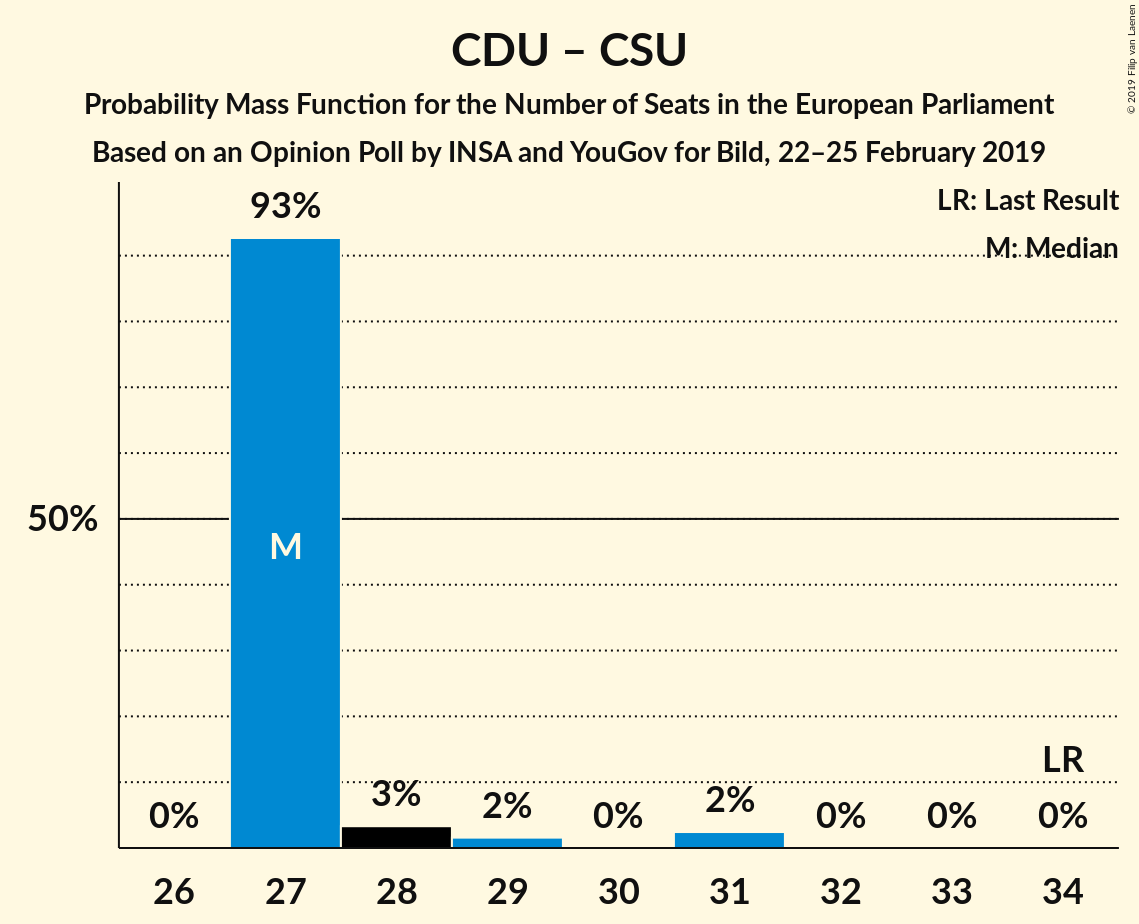 CDU – CSU
Probability Mass Function for the Number of Seats in the European Parliament
Based on an Opinion Poll by INSA and YouGov for Bild, 22–25 February 2019
© 2019 Filip van Laenen
LR: Last Result
M: Median
93%
50%
M
LR
0%
3%
2%
0%
2%
0%
0%
0%
26
27
28
29
30
31
32
33
34